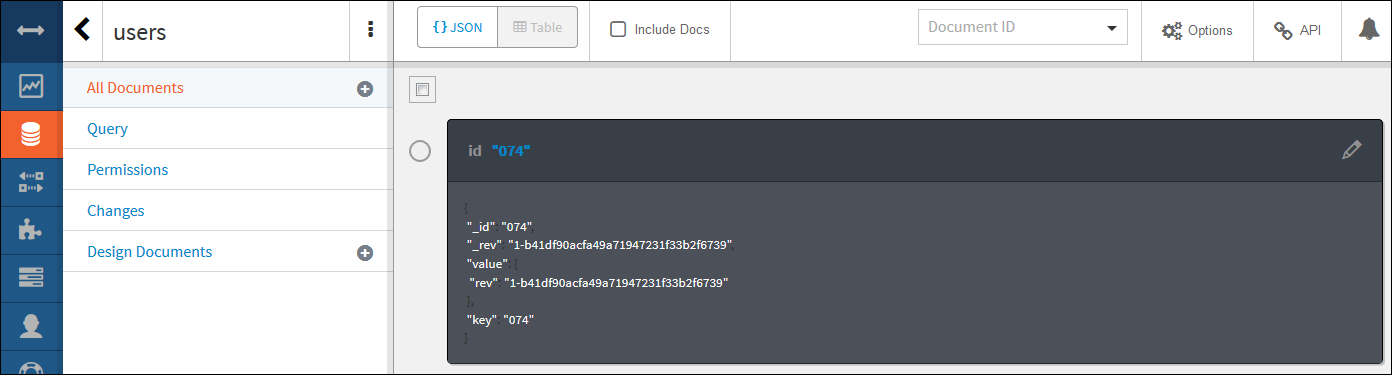 users
{} JSON
Table
Include Docs
Document ID
Options
API
All Documents
Query
Permissions
Changes
Design Documents
id "074"
{
"_id": "074",
"_rev": "1-b41df90acfa49a71947231f33b2f6739",
"value": {
"rev": "1-b41df90acfa49a71947231f33b2f6739"
},
"key": "074"
}